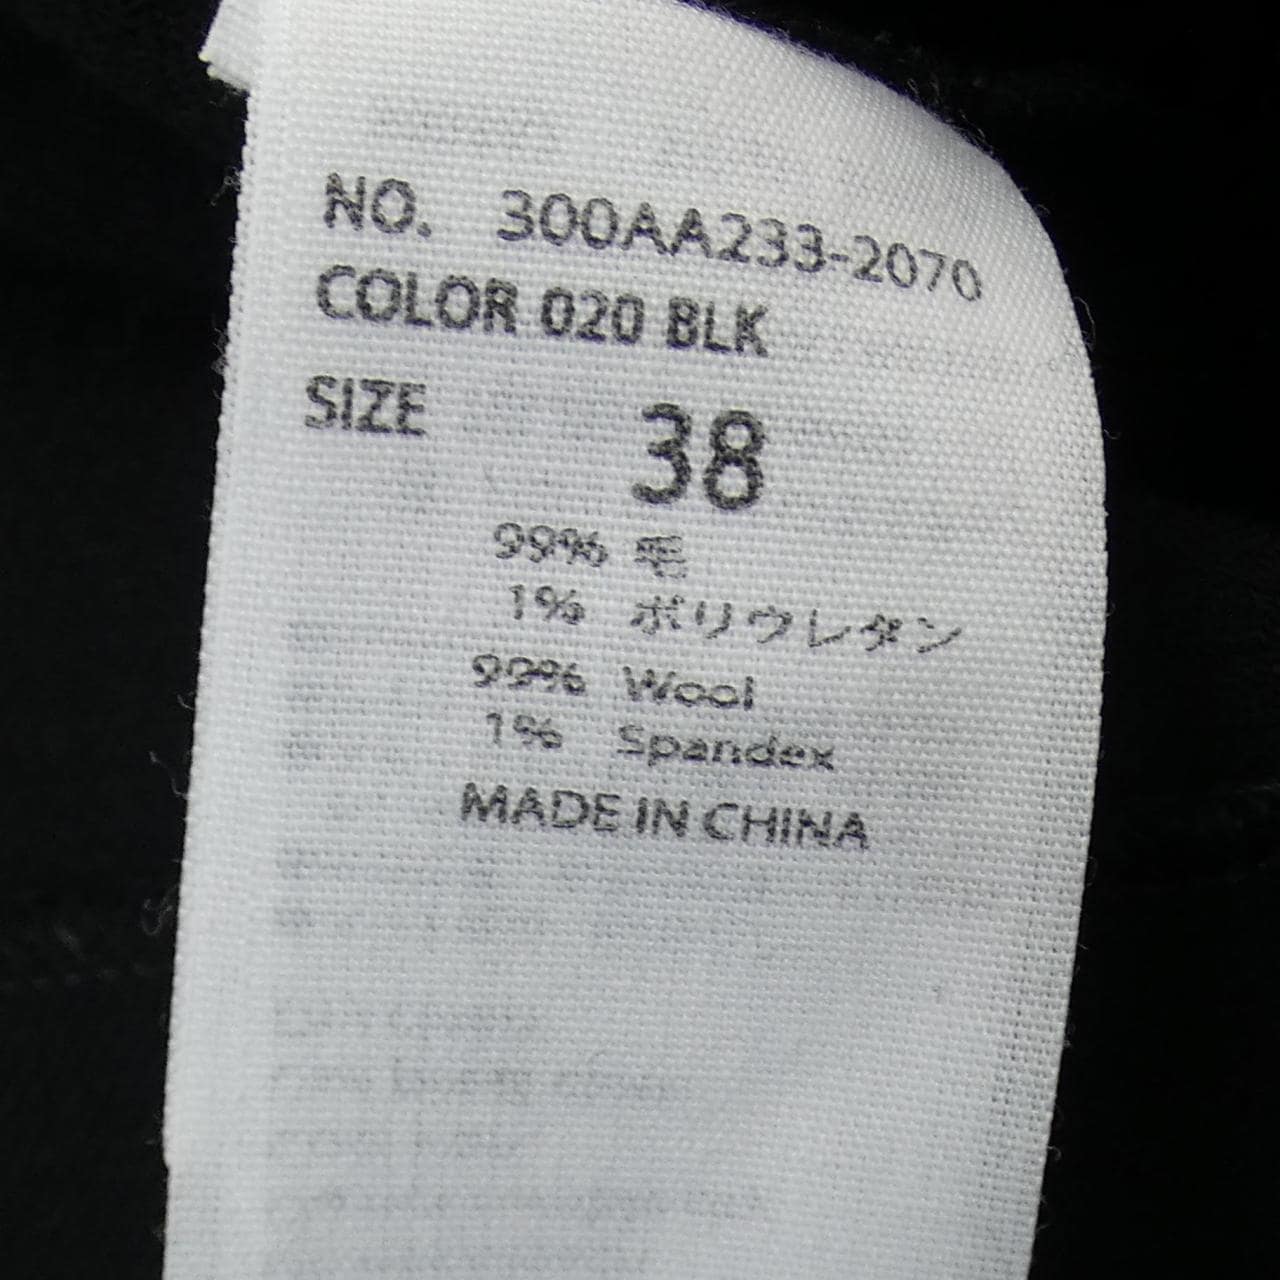 NO. 300AA233-2070
COLOR 020 BLK
SIZE 38
99% 毛
1% ポリウレタン
99% Wool
1% Spandex
MADE IN CHINA